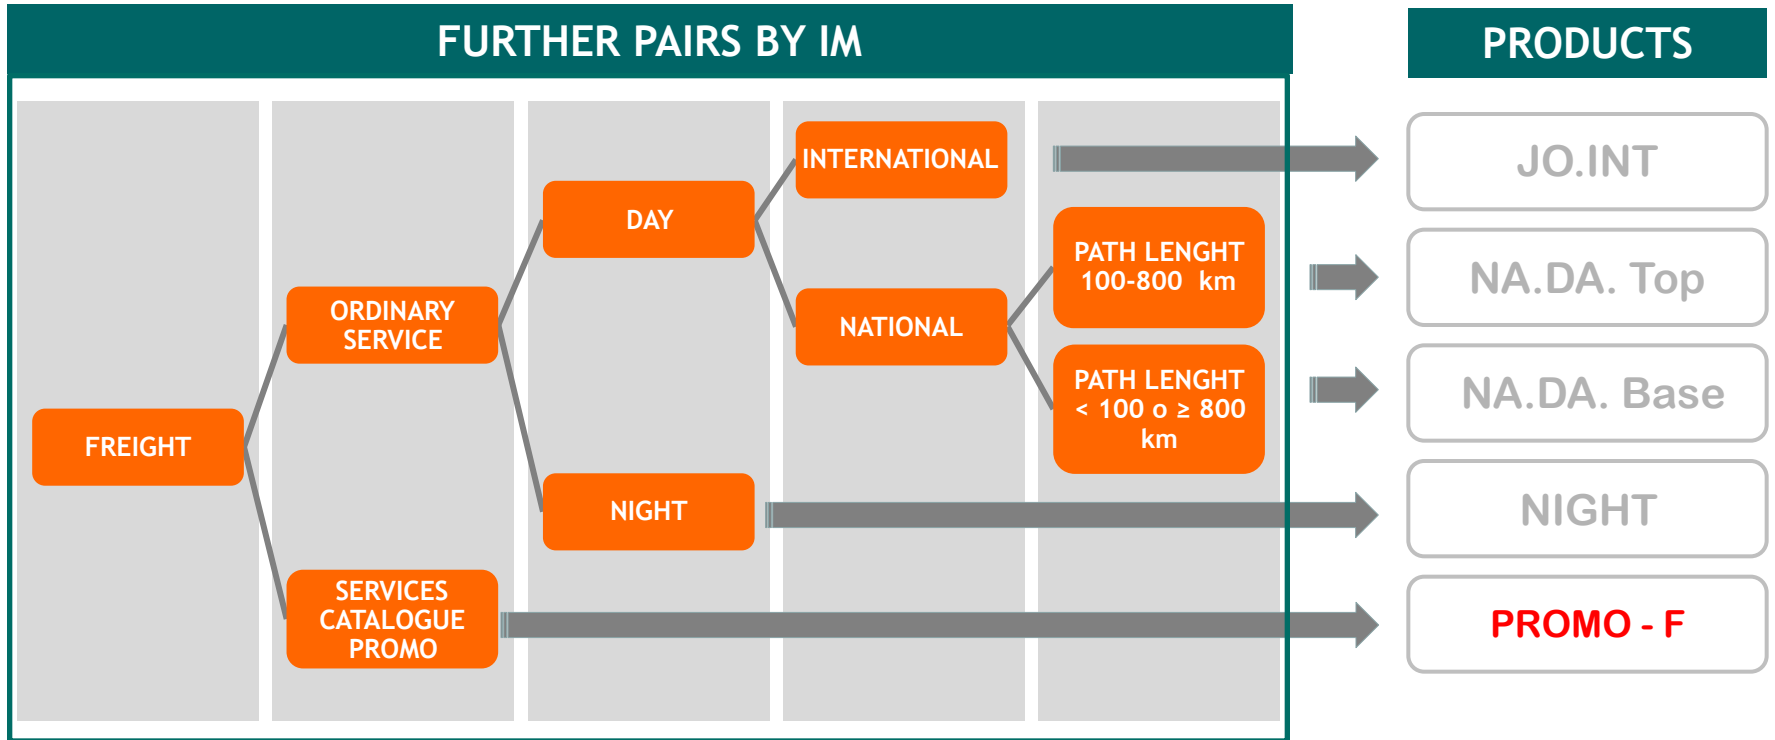 FURTHER PAIRS BY IM
PRODUCTS
FREIGHT
ORDINARY
SERVICE
SERVICES
CATALOGUE
PROMO
DAY
NIGHT
INTERNATIONAL
NATIONAL
PATH LENGHT
100-800 km
PATH LENGHT
< 100 o ≥ 800
km
JO.INT
NA.DA. Top
NA.DA. Base
NIGHT
PROMO - F